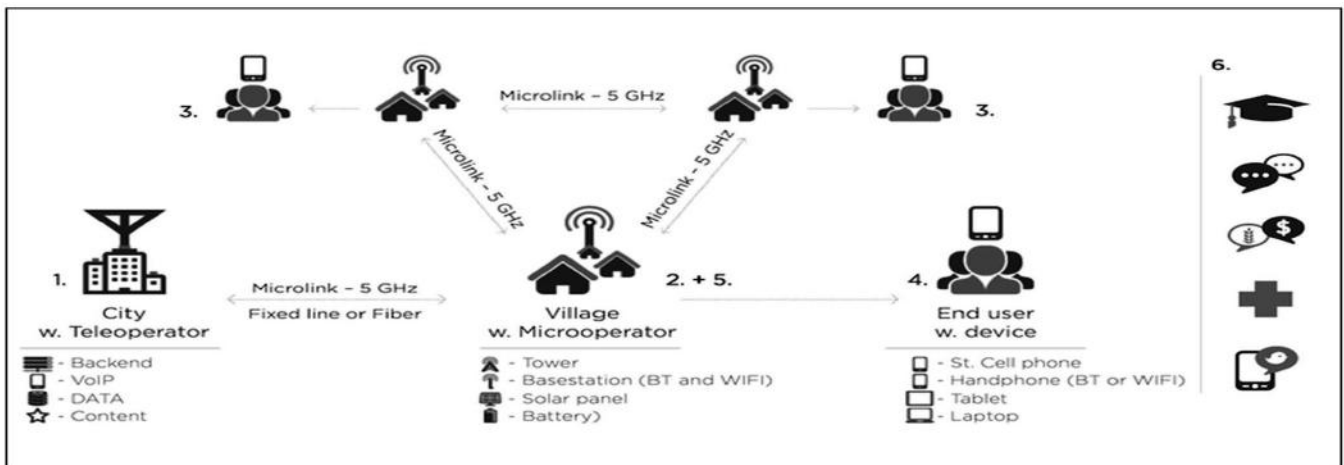 6.
3.
Microlink – 5 GHz
3.
Microlink – 5 GHz
Microlink – 5 GHz
1.
Microlink – 5 GHz
Fixed line or Fiber
2. + 5.
4.
City
w. Teleoperator
Village
w. Microoperator
End user
w. device
- Backend
- VoIP
- DATA
- Content
- Tower
- Basestation (BT and WIFI)
- Solar panel
- Battery)
- St. Cell phone
- Handphone (BT or WIFI)
- Tablet
- Laptop
$